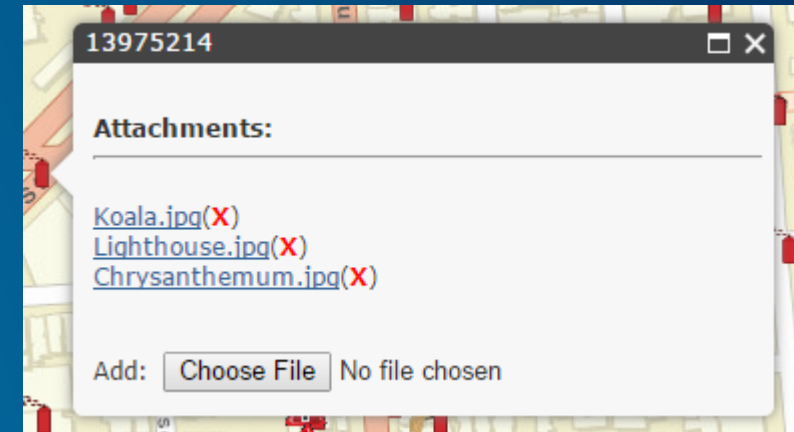 13975214
Attachments:
Koala.jpg(X)
Lighthouse.jpg(X)
Chrysanthemum.jpg(X)
Add: Choose File No file chosen